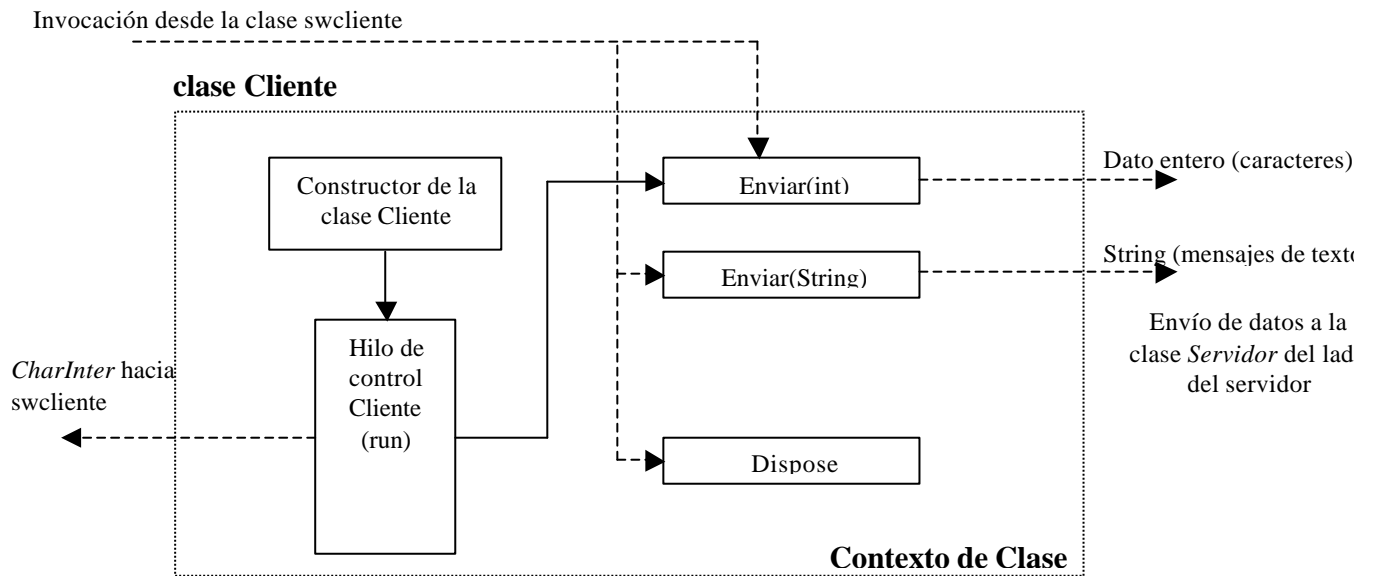 Invocación desde la clase swcliente
clase Cliente
Constructor de la
clase Cliente
Enviar(int)
Dato entero (caracteres)
Enviar(String)
String (mensajes de texto
Envío de datos a la
clase Servidor del lad
del servidor
Hilo de
control
Cliente
(run)
CharInter hacia
swcliente
Dispose
Contexto de Clase